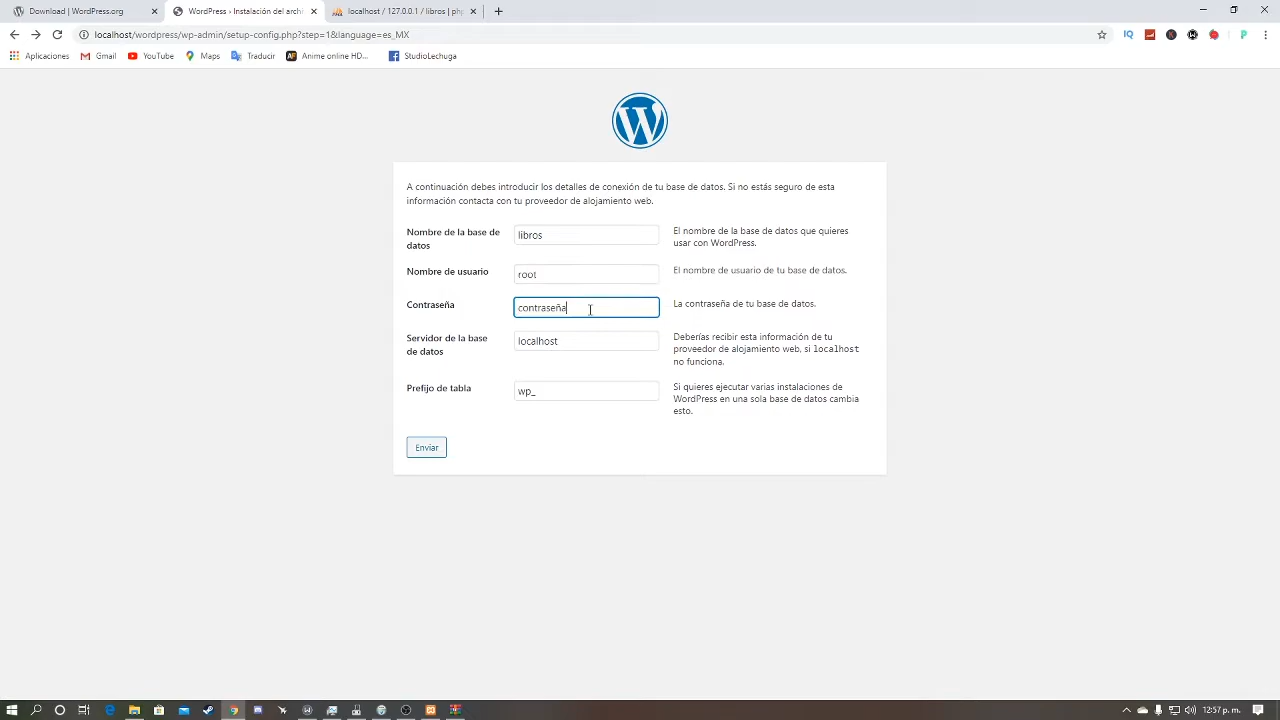 Download | WordPress.org
WordPress › Instalación del archi
localhost / 127.0.0.1 / libros | php
localhost/wordpress/wp-admin/setup-config.php?step=1&language=es_MX
Aplicaciones
Gmail
YouTube
Maps
Traducir
Anime online HD...
StudioLechuga
A continuación debes introducir los detalles de conexión de tu base de datos. Si no estás seguro de esta
información contacta con tu proveedor de alojamiento web.
Nombre de la base de
datos
libros
El nombre de la base de datos que quieres
usar con WordPress.
Nombre de usuario
root
El nombre de usuario de tu base de datos.
Contraseña
contraseña
La contraseña de tu base de datos.
Servidor de la base
de datos
localhost
Deberías recibir esta información de tu
proveedor de alojamiento web, si localhost
no funciona.
Prefijo de tabla
wp_
Si quieres ejecutar varias instalaciones de
WordPress en una sola base de datos cambia
esto.
Enviar
12:57 p. m.